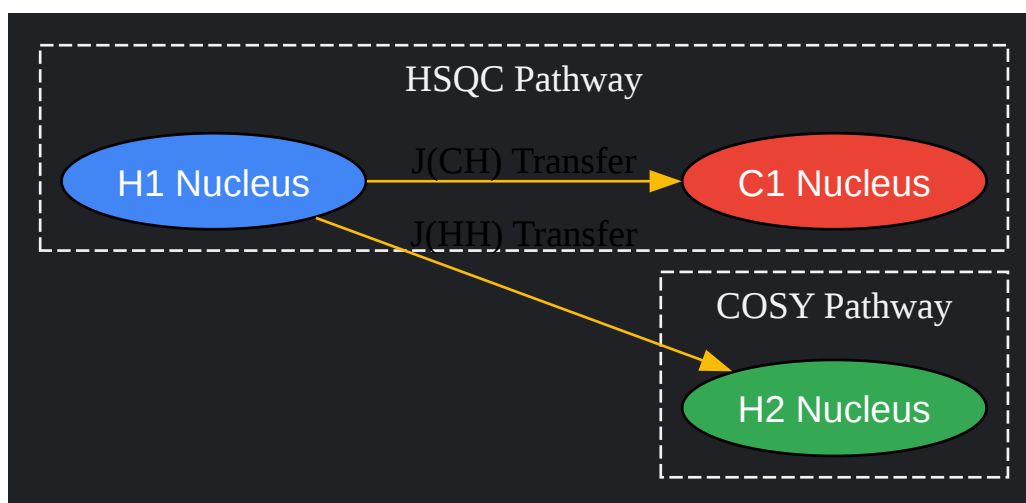 HSQC Pathway
H1 Nucleus
J(CH) Transfer
C1 Nucleus
J(HH) Transfer
COSY Pathway
H2 Nucleus